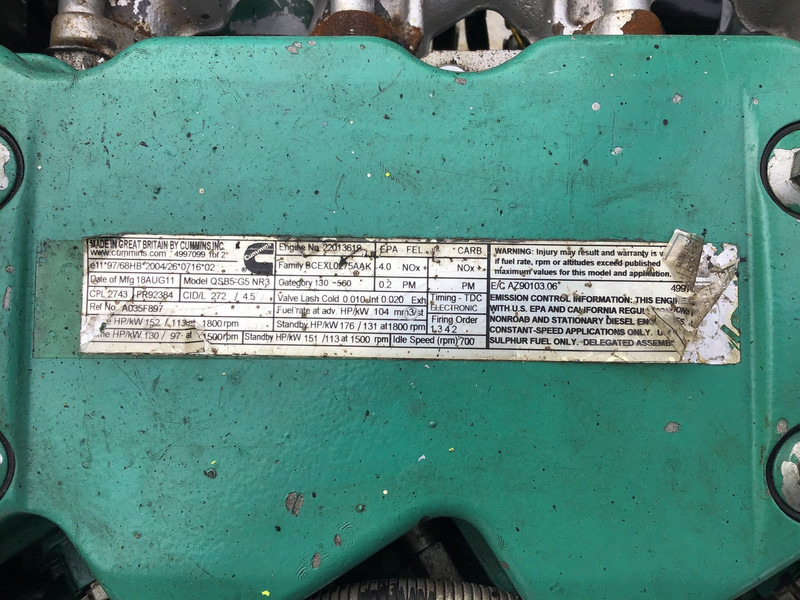 MADE IN GREAT BRITAIN BY CUMMINS INC.
www.cummins.com 4997099 1of 2
e11*97/68HB*2004/26*0716*02
Date of Mfg 18AUG11 Model QSB5-G5 NR3
CPL 2743 PR92384 CID/L 272 / 4.5
Ref No A035F897
HP/kW 152 / 113 at 1800 rpm
HP/kW 130 / 97 at 1500rpm
Cummins
Engine No. 22013619
Family BCEXL0275AAK
Category 130 -560
Valve Lash Cold 0.010 Int 0.020 Exh
Fuel rate at adv. HP/kW 104 mm3/st
Standby HP/kW 176 / 131 at 1800 rpm
Standby HP/kW 151 /113 at 1500 rpm
EPA FEL CARB
4.0 NOx + NOx +
0.2 PM PM
Timing - TDC
ELECTRONIC
Firing Order
1 3 4 2
Idle Speed (rpm) 700
WARNING: Injury may result and warranty is
if fuel rate, rpm or altitudes exceed published
maximum values for this model and application.
E/C AZ90103.06
EMISSION CONTROL INFORMATION: THIS
WITH U.S. EPA AND CALIFORNIA
NONROAD AND STATIONARY DIESEL
CONSTANT-SPEED APPLICATIONS ONLY.
SULPHUR FUEL ONLY. DELEGATED